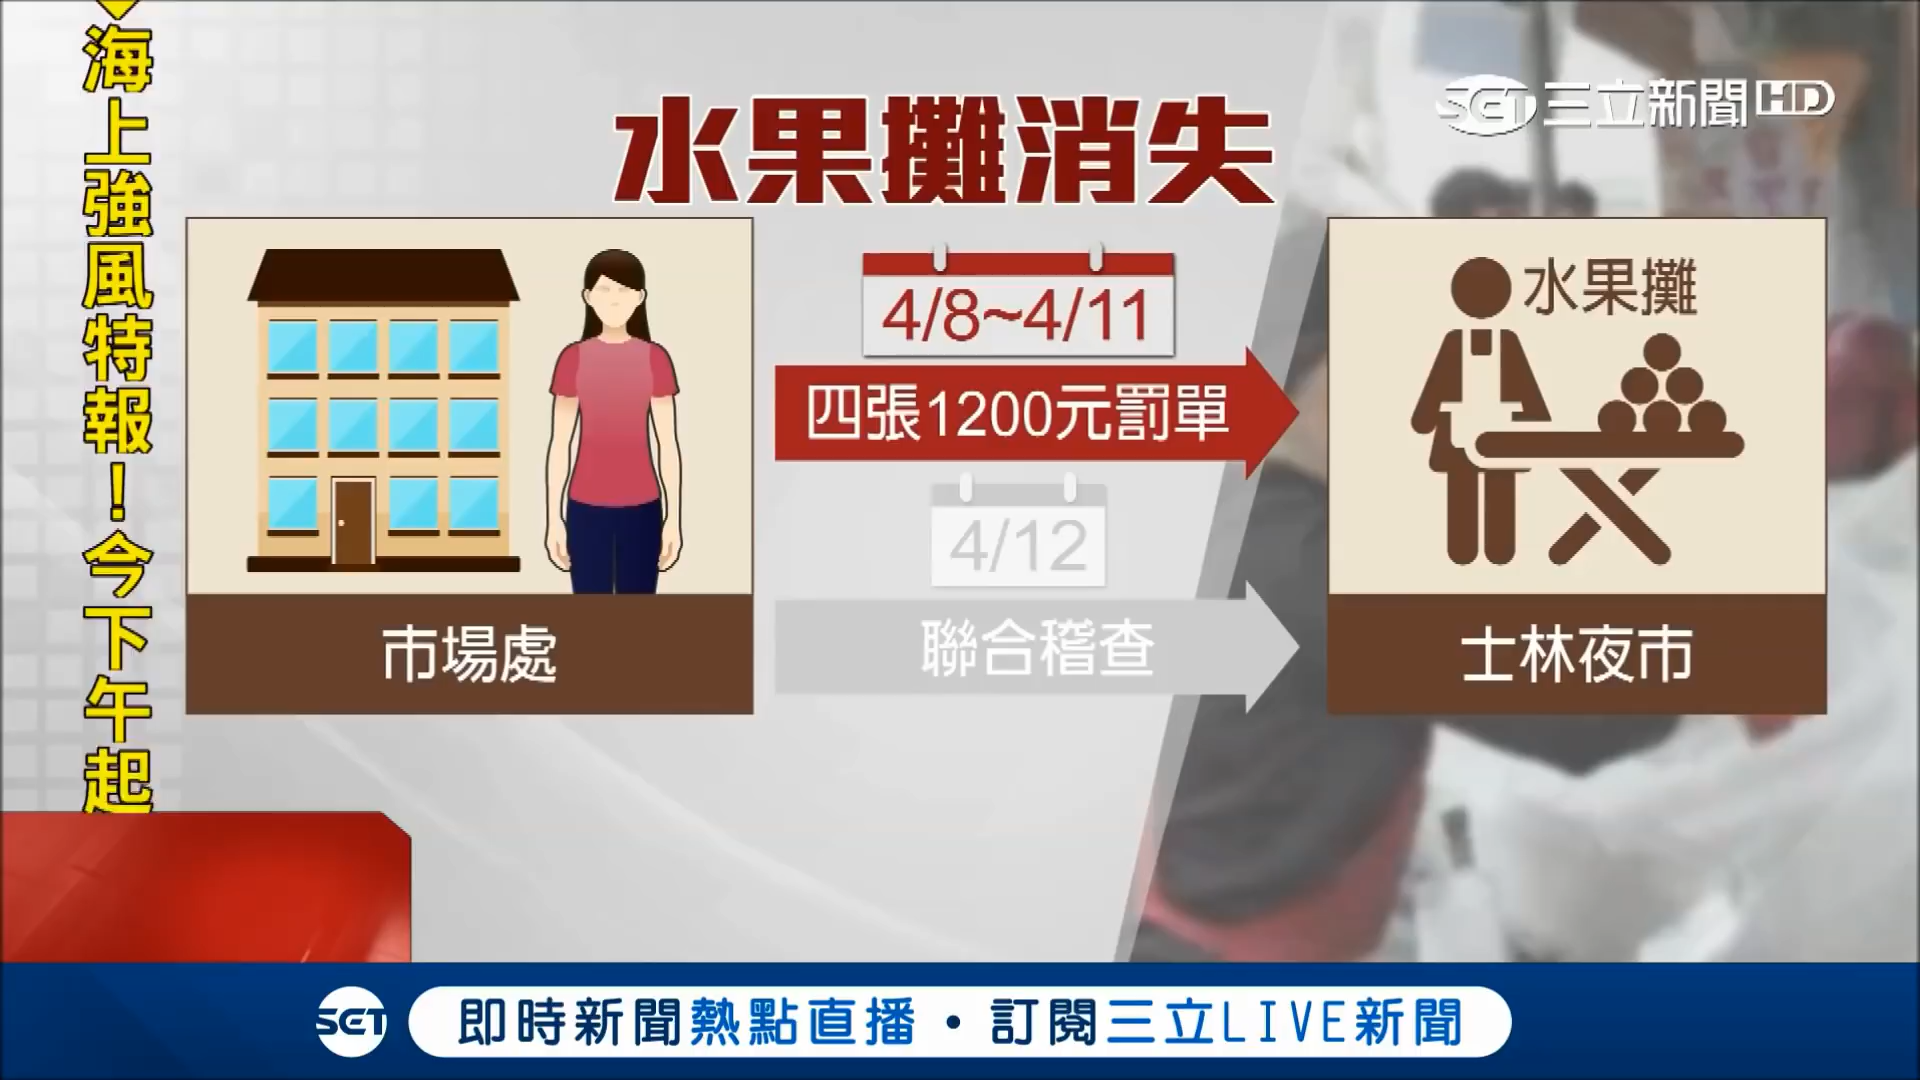 海上強風特報！今下午起
SET三立新聞HD
水果攤消失
4/8~4/11
四張1200元罰單
4/12
聯合稽查
市場處
水果攤
士林夜市
SET
即時新聞熱點直播・訂閱三立LIVE新聞